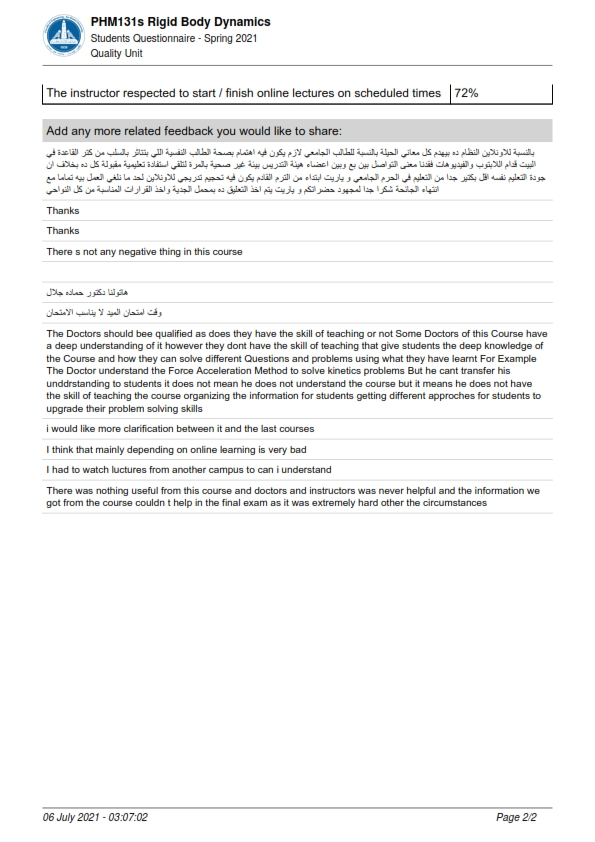 PHM131s Rigid Body Dynamics
Students Questionnaire - Spring 2021
Quality Unit
The instructor respected to start / finish online lectures on scheduled times 72%
Add any more related feedback you would like to share:
بالنسبة للاونلاين النظام ده بيهدم كل معاني الحياة بالنسبة للطالب الجامعي لازم يكون فيه اهتمام بصحة الطالب النفسية اللي بتتاثر بالسلب من كتر القاعدة في
البيت قدام اللابتوب والفيديوهات فقدنا معنى التواصل بين بع وبين اعضاء هيئة التدريس بيئة غير صحية بالمرة لتلقي استفادة تعليمية مقبولة كل ده بخلاف ان
جودة التعليم نفسه اقل بكتير جدا من التعليم في الحرم الجامعي و ياريت ابتداء من الترم القادم يكون فيه تحجيم تدريجي للاونلاين لحد ما نلغي العمل بيه تماما مع
انتهاء الجائحة شكرا جدا لمجهود حضراتكم و ياريت يتم اخذ التعليق ده بمحمل الجدية واخذ القرارات المناسبة من كل النواحي
Thanks
Thanks
There s not any negative thing in this course
هاتولنا دكتور حماده جلال
وقت امتحان الميد لا يناسب الامتحان
The Doctors should bee qualified as does they have the skill of teaching or not Some Doctors of this Course have
a deep understanding of it however they dont have the skill of teaching that give students the deep knowledge of
the Course and how they can solve different Questions and problems using what they have learnt For Example
The Doctor understand the Force Acceleration Method to solve kinetics problems But he cant transfer his
unddrstanding to students it does not mean he does not understand the course but it means he does not have
the skill of teaching the course organizing the information for students getting different approches for students to
upgrade their problem solving skills
i would like more clarification between it and the last courses
I think that mainly depending on online learning is very bad
I had to watch luctures from another campus to can i understand
There was nothing useful from this course and doctors and instructors was never helpful and the information we
got from the course couldn t help in the final exam as it was extremely hard other the circumstances
06 July 2021 - 03:07:02
Page 2/2